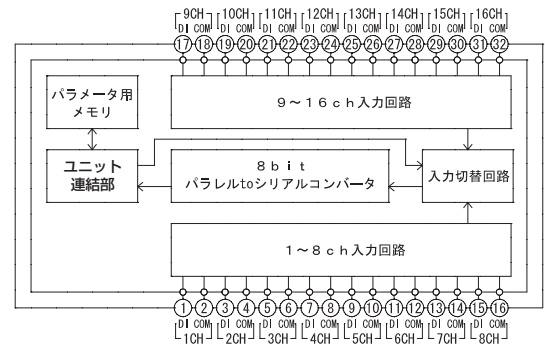 9CH 10CH 11CH 12CH 13CH 14CH 15CH 16CH
DI COM DI COM DI COM DI COM DI COM DI COM DI COM DI COM
17 18 19 20 21 22 23 24 25 26 27 28 29 30 31 32
パラメータ用
メモリ
9～16ch入力回路
ユニット
連結部
8bit
パラレルtoシリアルコンバータ
入力切替回路
1～8ch入力回路
1 2 3 4 5 6 7 8 9 10 11 12 13 14 15 16
DI COM DI COM DI COM DI COM DI COM DI COM DI COM DI COM
1CH 2CH 3CH 4CH 5CH 6CH 7CH 8CH